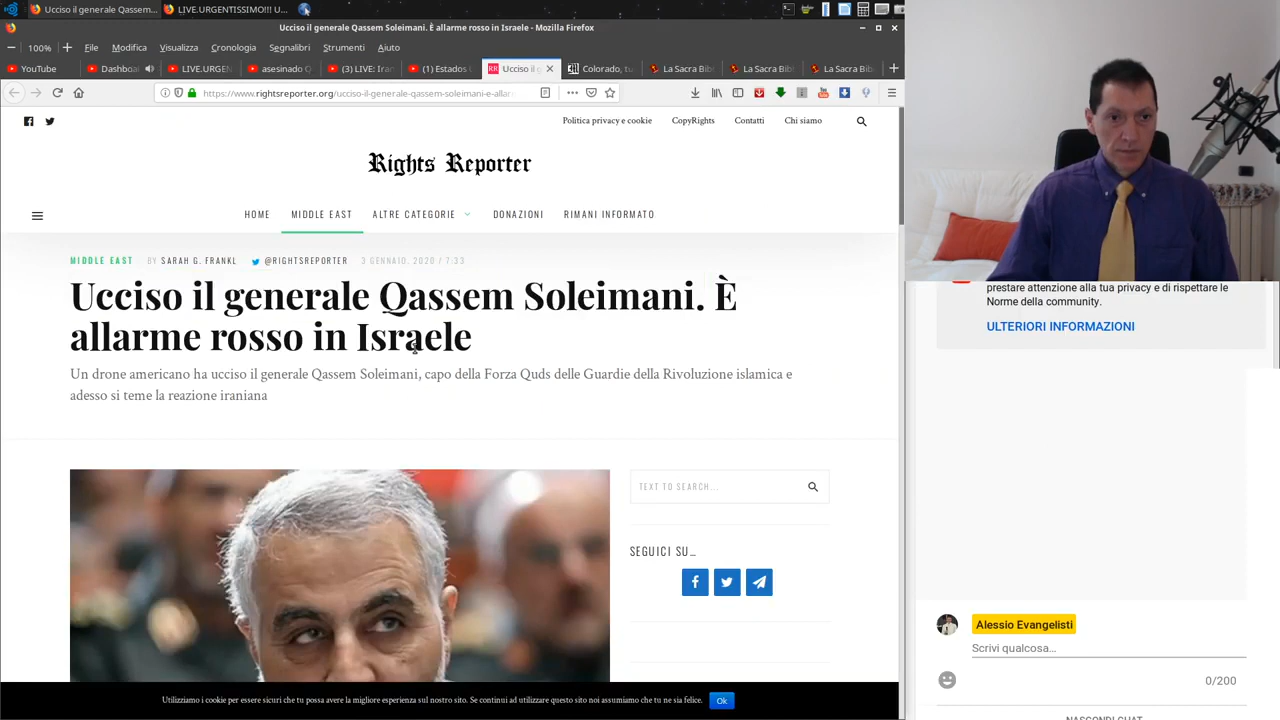 Ucciso il generale Qassem...
LIVE.URGENTISSIMO!!! U...
Ucciso il generale Qassem Soleimani. È allarme rosso in Israele - Mozilla Firefox
100%
File Modifica Visualizza Cronologia Segnalibri Strumenti Aiuto
YouTube
Dashboa
LIVE.URGEN
asesinado Q
(3) LIVE: Iran
(1) Estados
Ucciso il g
Colorado, tu
La Sacra Bib
La Sacra Bib
La Sacra Bib
https://www.rightsreporter.org/ucciso-il-generale-qassem-soleimani-e-allar
Politica privacy e cookie CopyRights Contatti Chi siamo
Rights Reporter
HOME MIDDLE EAST ALTRE CATEGORIE DONAZIONI RIMANI INFORMATO
MIDDLE EAST BY SARAH G. FRANKL @RIGHTSREPORTER 3 GENNAIO, 2020 / 7:33
Ucciso il generale Qassem Soleimani. È
allarme rosso in Israele
Un drone americano ha ucciso il generale Qassem Soleimani, capo della Forza Quds delle Guardie della Rivoluzione islamica e
adesso si teme la reazione iraniana
TEXT TO SEARCH...
SEGUICI SU...
Utilizziamo i cookie per essere sicuri che tu possa avere la migliore esperienza sul nostro sito. Se continui ad utilizzare questo sito noi assumiamo che tu ne sia felice. Ok
prestare attenzione alla tua privacy e di rispettare le
Norme della community.
ULTERIORI INFORMAZIONI
Alessio Evangelisti
Scrivi qualcosa...
0/200
NASCONDI CHAT